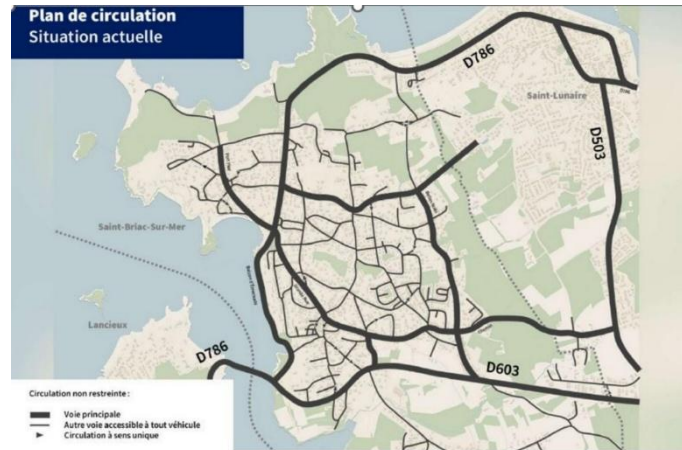 Plan de circulation
Situation actuelle
D786
Saint-Lunaire
D503
Saint-Briac-Sur-Mer
Lancieux
D786
D603
Circulation non restreinte :
Voie principale
Autre voie accessible à tout véhicule
Circulation à sens unique